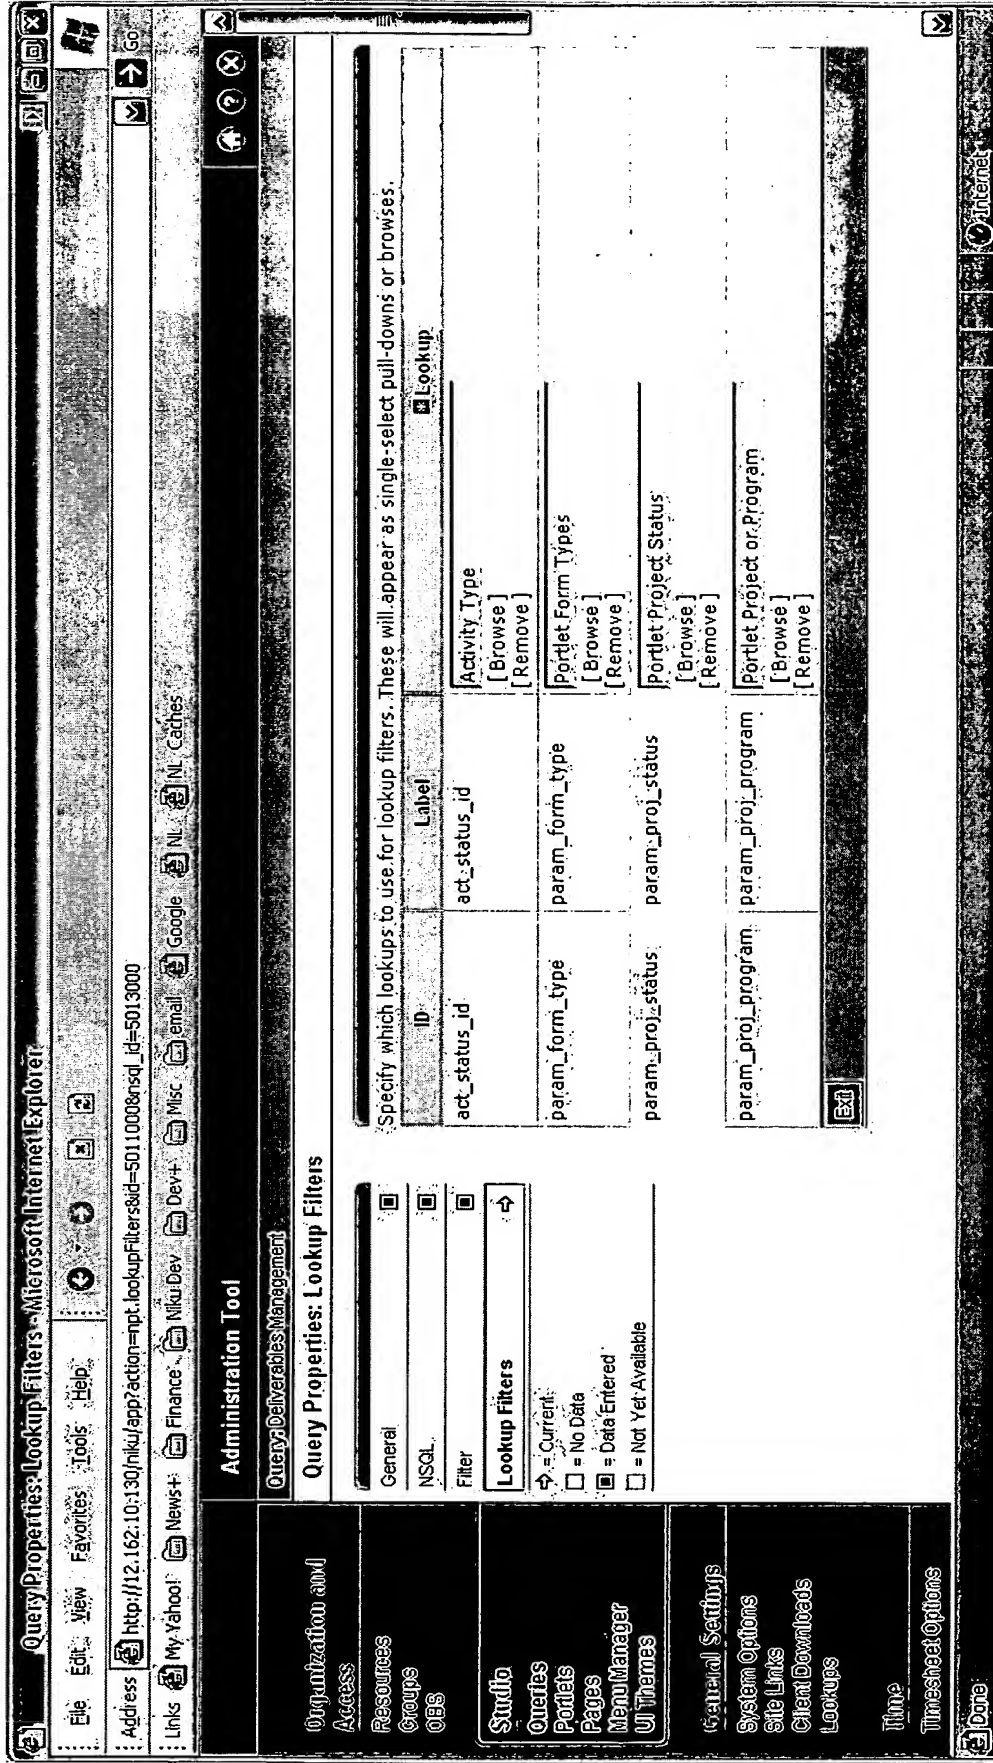 Query Properties: Lookup Filters - Microsoft Internet Explorer
File Edit View Favorites Tools Help
Address http://12.162.10.130/niku/app?action=npt.lookupFilters&id=5011000&nsql_id=5013000 Go
Links My Yahoo! News+ Finance Niku Dev Dev+ Misc email Google NL NL Caches
Administration Tool
Organization and
Access
Resources
Groups
OBS
Studio
Queries
Portlets
Pages
Menu Manager
UI Themes
General Settings
System Options
Site Links
Client Downloads
Lookups
Time
Timesheet Options
Query: Deliverables Management
Query Properties: Lookup Filters
General
NSQL
Filter
Lookup Filters
= Current
= No Data
= Data Entered
= Not Yet Available
Specify which lookups to use for lookup filters. These will appear as single-select pull-downs or browses.
ID Label Lookup
act_status_id act_status_id Activity Type
[ Browse ]
[ Remove ]
param_form_type param_form_type Portlet Form Types
[ Browse ]
[ Remove ]
param_proj_status param_proj_status Portlet Project Status
[ Browse ]
[ Remove ]
param_proj_program param_proj_program Portlet Project or Program
[ Browse ]
[ Remove ]
Exit
Done Internet